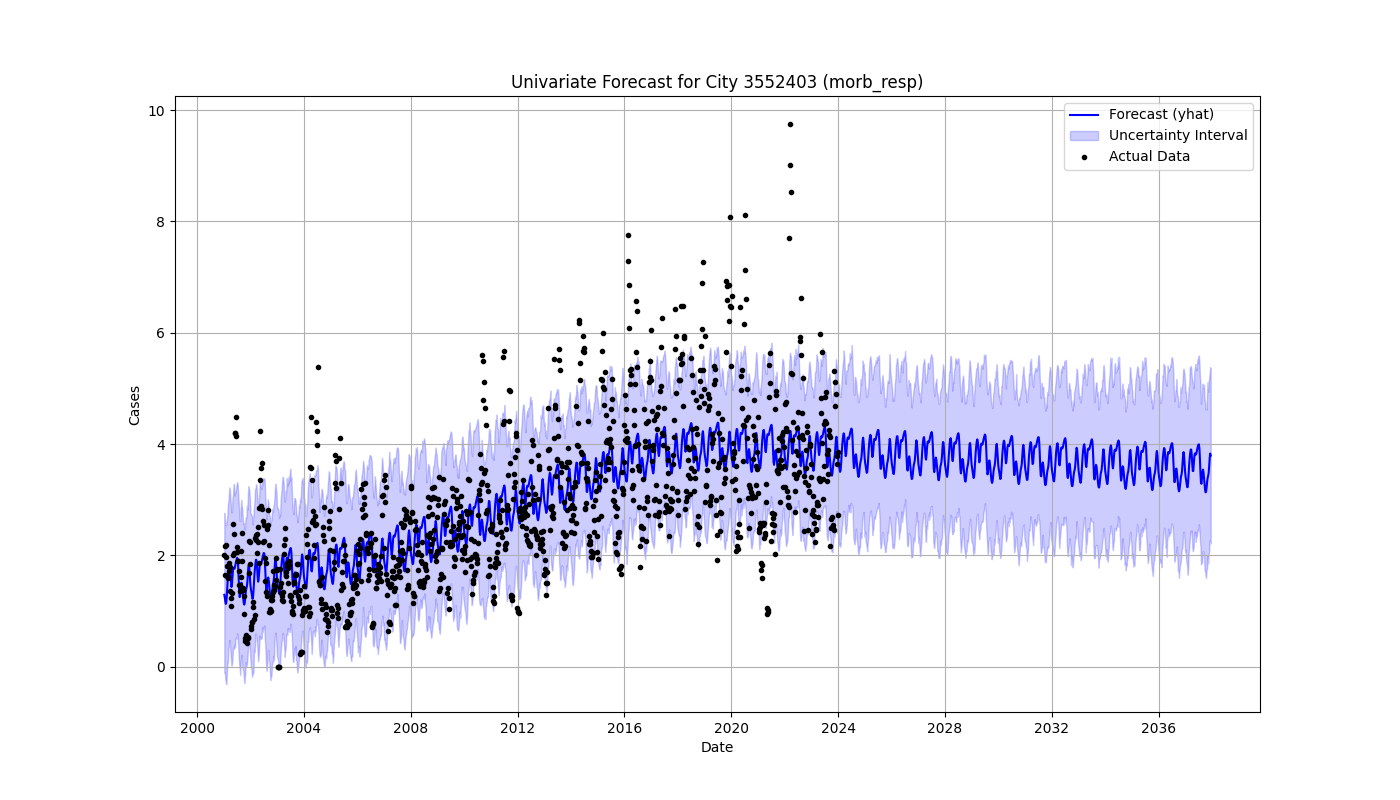 Univariate Forecast for City 3552403 (morb_resp)
Forecast (yhat)
Uncertainty Interval
Actual Data
Cases
10
8
6
4
2
0
2000 2004 2008 2012 2016 2020 2024 2028 2032 2036
Date